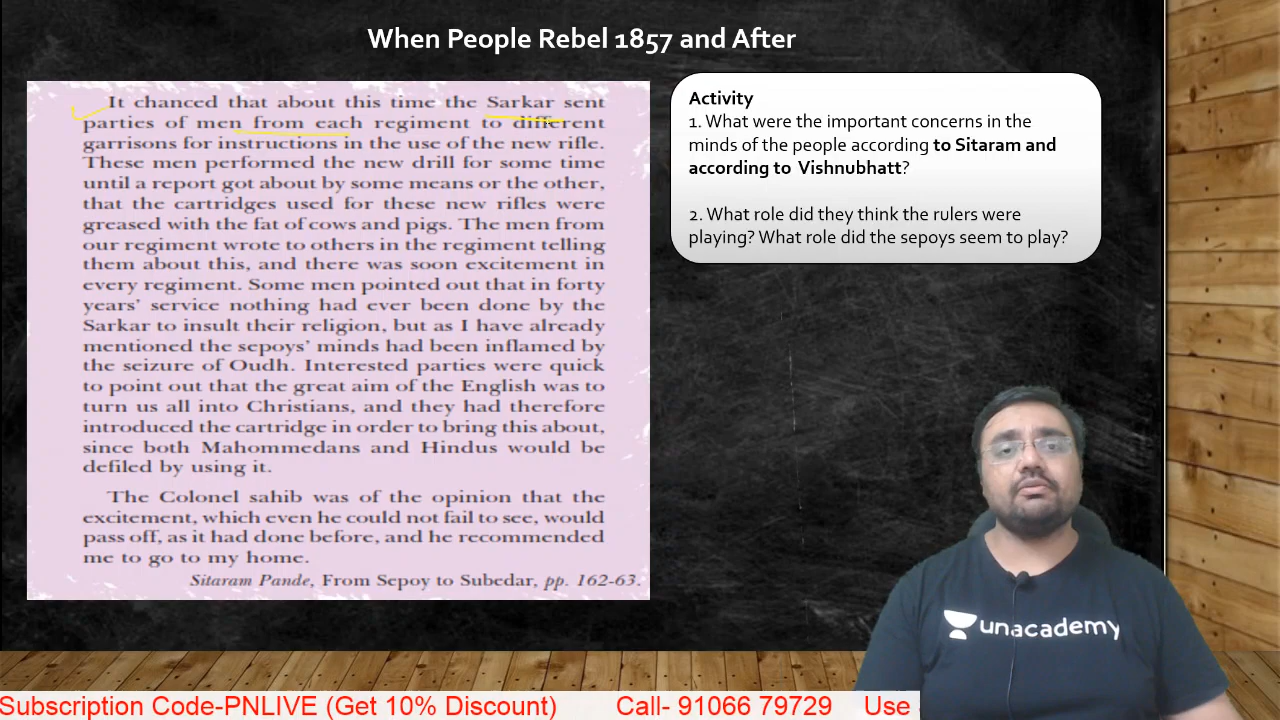 When People Rebel 1857 and After
It chanced that about this time the Sarkar sent
parties of men from each regiment to different
garrisons for instructions in the use of the new rifle.
These men performed the new drill for some time
until a report got about by some means or the other,
that the cartridges used for these new rifles were
greased with the fat of cows and pigs. The men from
our regiment wrote to others in the regiment telling
them about this, and there was soon excitement in
every regiment. Some men pointed out that in forty
years' service nothing had ever been done by the
Sarkar to insult their religion, but as I have already
mentioned the sepoys' minds had been inflamed by
the seizure of Oudh. Interested parties were quick
to point out that the great aim of the English was to
turn us all into Christians, and they had therefore
introduced the cartridge in order to bring this about,
since both Mahommedans and Hindus would be
defiled by using it.
The Colonel sahib was of the opinion that the
excitement, which even he could not fail to see, would
pass off, as it had done before, and he recommended
me to go to my home.
Sitaram Pande, From Sepoy to Subedar, pp. 162-63.
Activity
1. What were the important concerns in the
minds of the people according to Sitaram and
according to Vishnubhatt?
2. What role did they think the rulers were
playing? What role did the sepoys seem to play?
unacademy
Subscription Code-PNLIVE (Get 10% Discount) Call- 91066 79729 Use